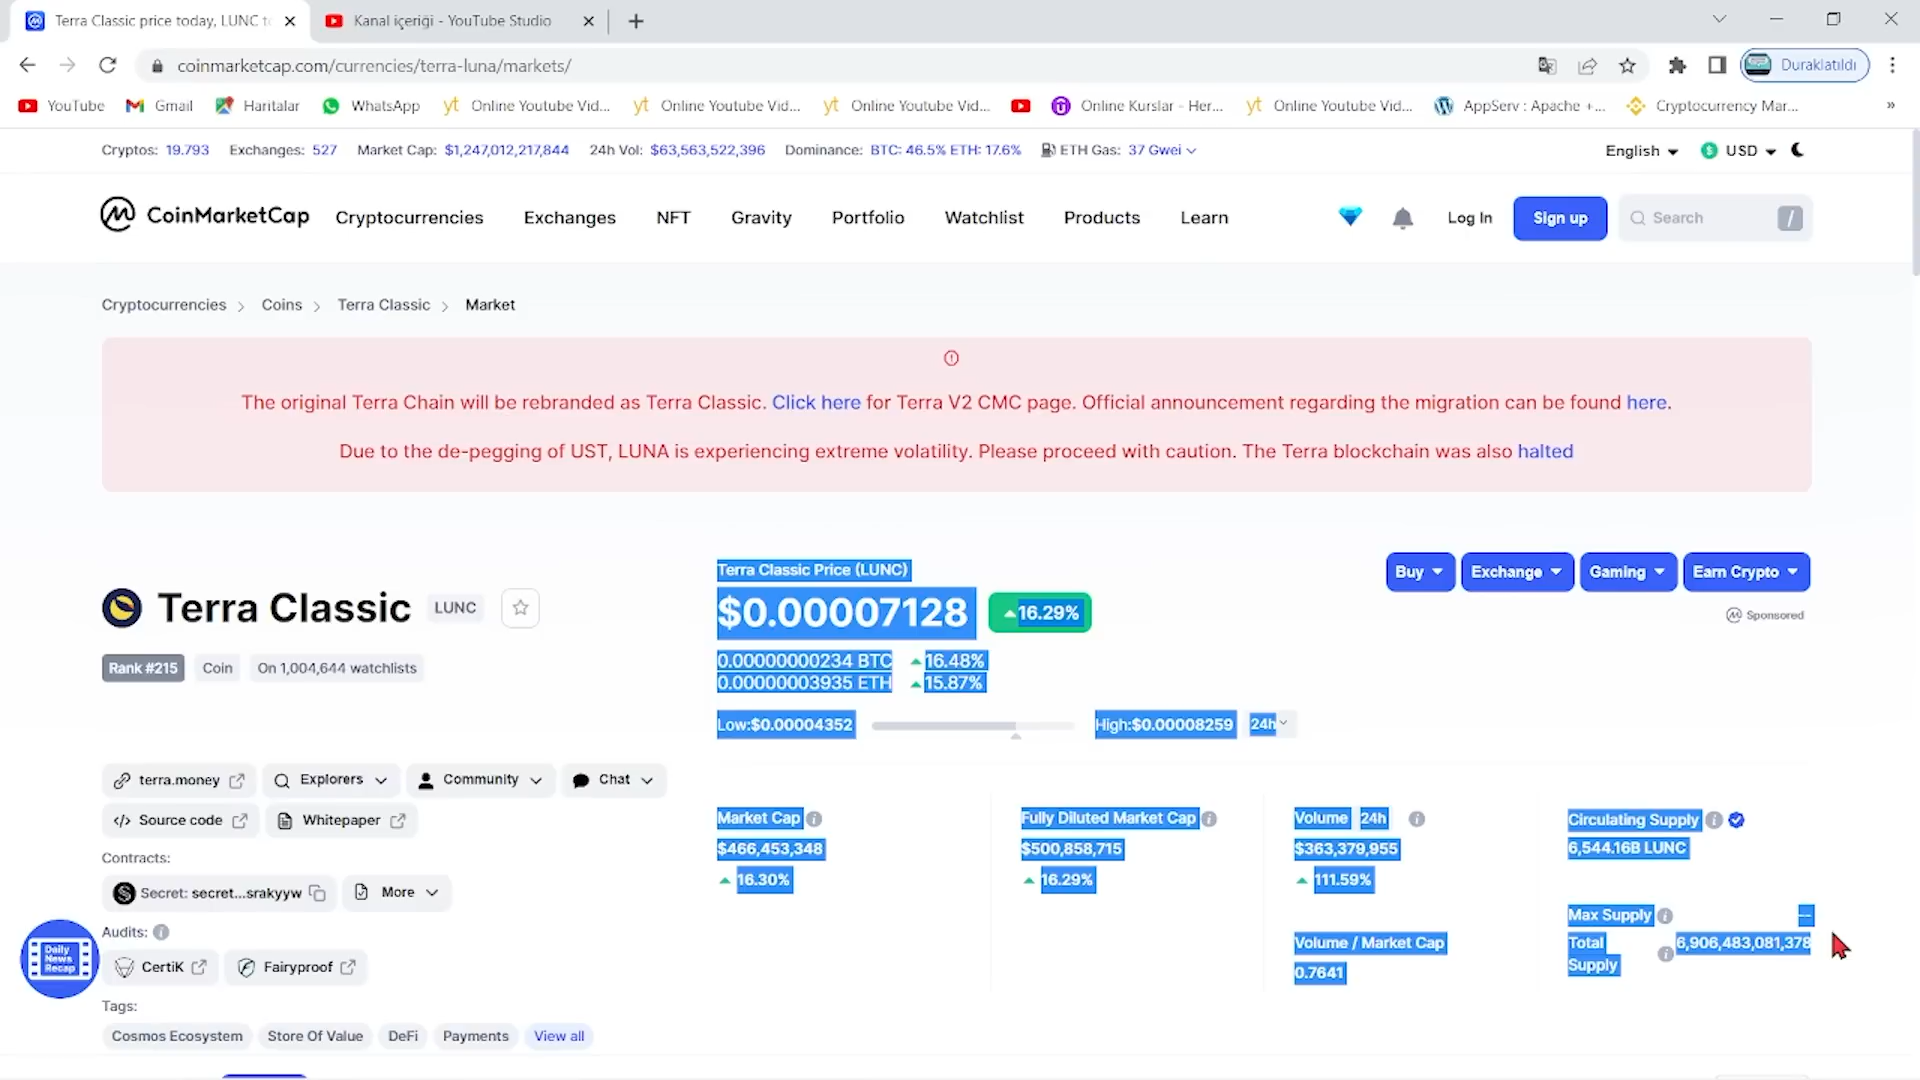 Terra Classic price today, LUNC t
Kanal içeriği - YouTube Studio
coinmarketcap.com/currencies/terra-luna/markets/
Duraklatıldı
YouTube
Gmail
Haritalar
WhatsApp
yt Online Youtube Vid...
yt Online Youtube Vid...
yt Online Youtube Vid...
Online Kurslar - Her...
yt Online Youtube Vid...
AppServ : Apache +...
Cryptocurrency Mar...
»
Cryptos: 19.793 Exchanges: 527 Market Cap: $1,247,012,217,844 24h Vol: $63,563,522,396 Dominance: BTC: 46.5% ETH: 17.6% ETH Gas: 37 Gwei
English
$ USD
CoinMarketCap
Cryptocurrencies Exchanges NFT Gravity Portfolio Watchlist Products Learn
Log In
Sign up
Search /
Cryptocurrencies > Coins > Terra Classic > Market
The original Terra Chain will be rebranded as Terra Classic. Click here for Terra V2 CMC page. Official announcement regarding the migration can be found here.
Due to the de-pegging of UST, LUNA is experiencing extreme volatility. Please proceed with caution. The Terra blockchain was also halted
Terra Classic LUNC
Rank #215 Coin On 1,004,644 watchlists
Terra Classic Price (LUNC)
$0.00007128 16.29%
0.00000000234 BTC 16.48%
0.00000003935 ETH 15.87%
Low:$0.00004352 High:$0.00008259 24h
Buy Exchange Gaming Earn Crypto
Sponsored
terra.money Explorers Community Chat
</> Source code Whitepaper
Contracts:
Secret: secret...srakyyw More
Audits:
CertiK Fairyproof
Tags:
Cosmos Ecosystem Store Of Value DeFi Payments View all
Daily
News
Recap
Market Cap
$466,453,348
16.30%
Fully Diluted Market Cap
$500,858,715
16.29%
Volume 24h
$363,379,955
111.59%
Volume / Market Cap
0.7641
Circulating Supply
6,544.16B LUNC
Max Supply --
Total
Supply
6,906,483,081,378